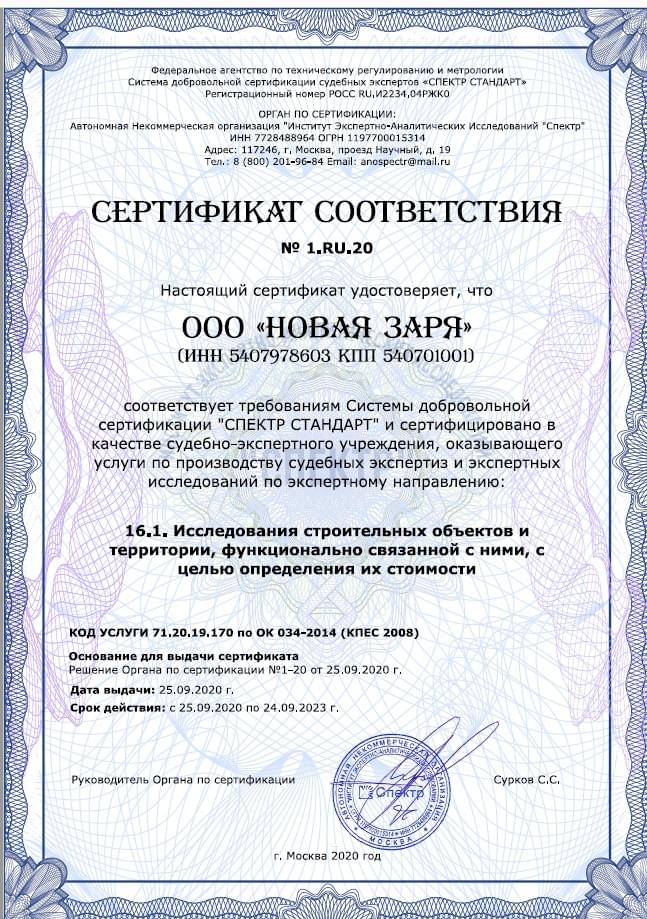 Федеральное агентство по техническому регулированию и метрологии
Система добровольной сертификации судебных экспертов «СПЕКТР СТАНДАРТ»
Регистрационный номер РОСС RU,И2234,04РЖК0
ОРГАН ПО СЕРТИФИКАЦИИ:
Автономная Некоммерческая организация "Институт Экспертно-Аналитических Исследований "Спектр"
ИНН 7728488964 ОГРН 1197700015314
Адрес: 117246, г, Москва, проезд Научный, д, 19
Тел.: 8 (800) 201-96-84 Email: anospectr@mail.ru
СЕРТИФИКАТ СООТВЕТСТВИЯ
№ 1.RU.20
Настоящий сертификат удостоверяет, что
ООО «НОВАЯ ЗАРЯ»
(ИНН 5407978603 КПП 540701001)
соответствует требованиям Системы добровольной
сертификации "СПЕКТР СТАНДАРТ" и сертифицировано в
качестве судебно-экспертного учреждения, оказывающего
услуги по производству судебных экспертиз и экспертных
исследований по экспертному направлению:
16.1. Исследования строительных объектов и
территории, функционально связанной с ними, с
целью определения их стоимости
КОД УСЛУГИ 71.20.19.170 по ОК 034-2014 (КПЕС 2008)
Основание для выдачи сертификата
Решение Органа по сертификации №1-20 от 25.09.2020 г.
Дата выдачи: 25.09.2020 г.
Срок действия: с 25.09.2020 по 24.09.2023 г.
Руководитель Органа по сертификации
АВТОНОМНАЯ НЕКОММЕРЧЕСКАЯ ОРГАНИЗАЦИЯ
Спектр
МОСКВА
Сурков С.С.
г. Москва 2020 год